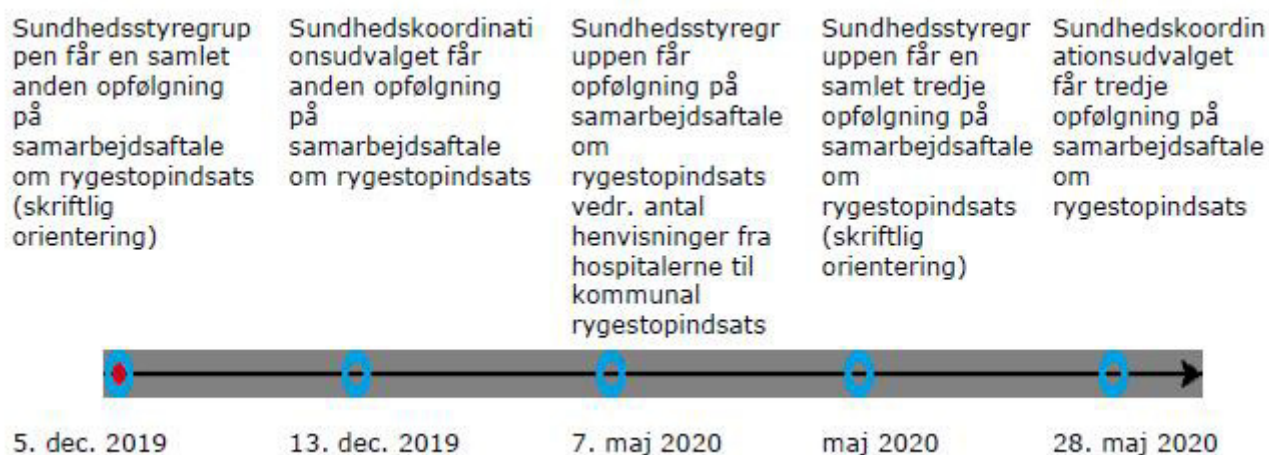 Sundhedsstyregrup
pen får en samlet
anden opfølgning
på
samarbejdsaftale
om rygestopindsats
(skriftlig
orientering)
Sundhedskoordinati
onsudvalget får
anden opfølgning
på
samarbejdsaftale
om rygestopindsats
Sundhedsstyregr
uppen får
opfølgning på
samarbejdsaftale
om
rygestopindsats
vedr. antal
henvisninger fra
hospitalerne til
kommunal
rygestopindsats
Sundhedsstyregr
uppen får en
samlet tredje
opfølgning på
samarbejdsaftale
om
rygestopindsats
(skriftlig
orientering)
Sundhedskoordin
ationsudvalget
får tredje
opfølgning på
samarbejdsaftale
om
rygestopindsats
5. dec. 2019
13. dec. 2019
7. maj 2020
maj 2020
28. maj 2020